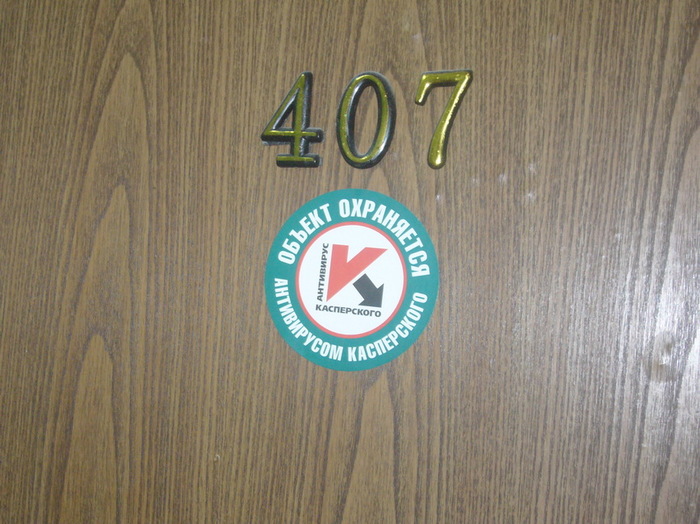 407
ОБЪЕКТ ОХРАНЯЕТСЯ
АНТИВИРУС
КАСПЕРСКОГО
АНТИВИРУСОМ КАСПЕРСКОГО